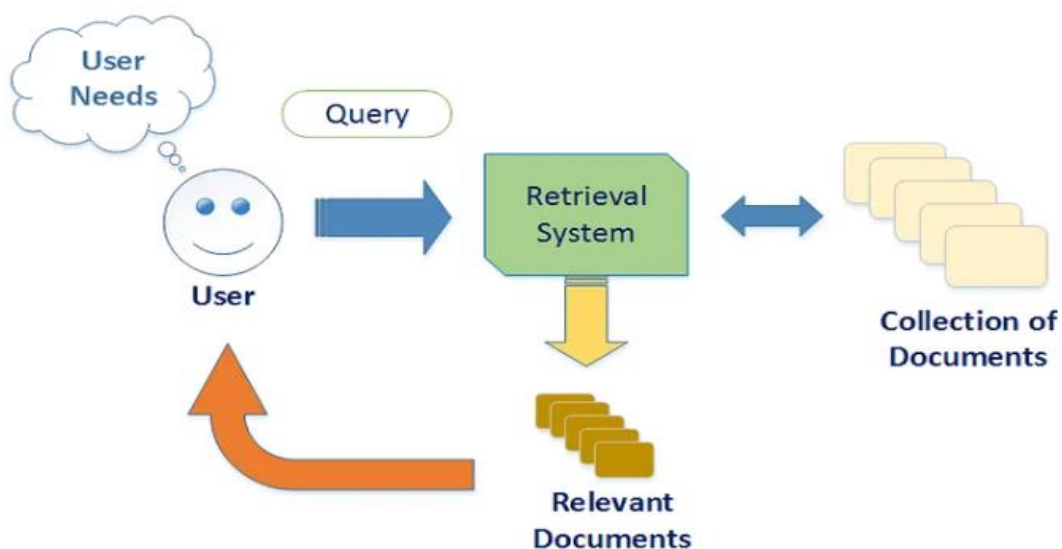 User
Needs
Query
Retrieval
System
User
Collection of
Documents
Relevant
Documents